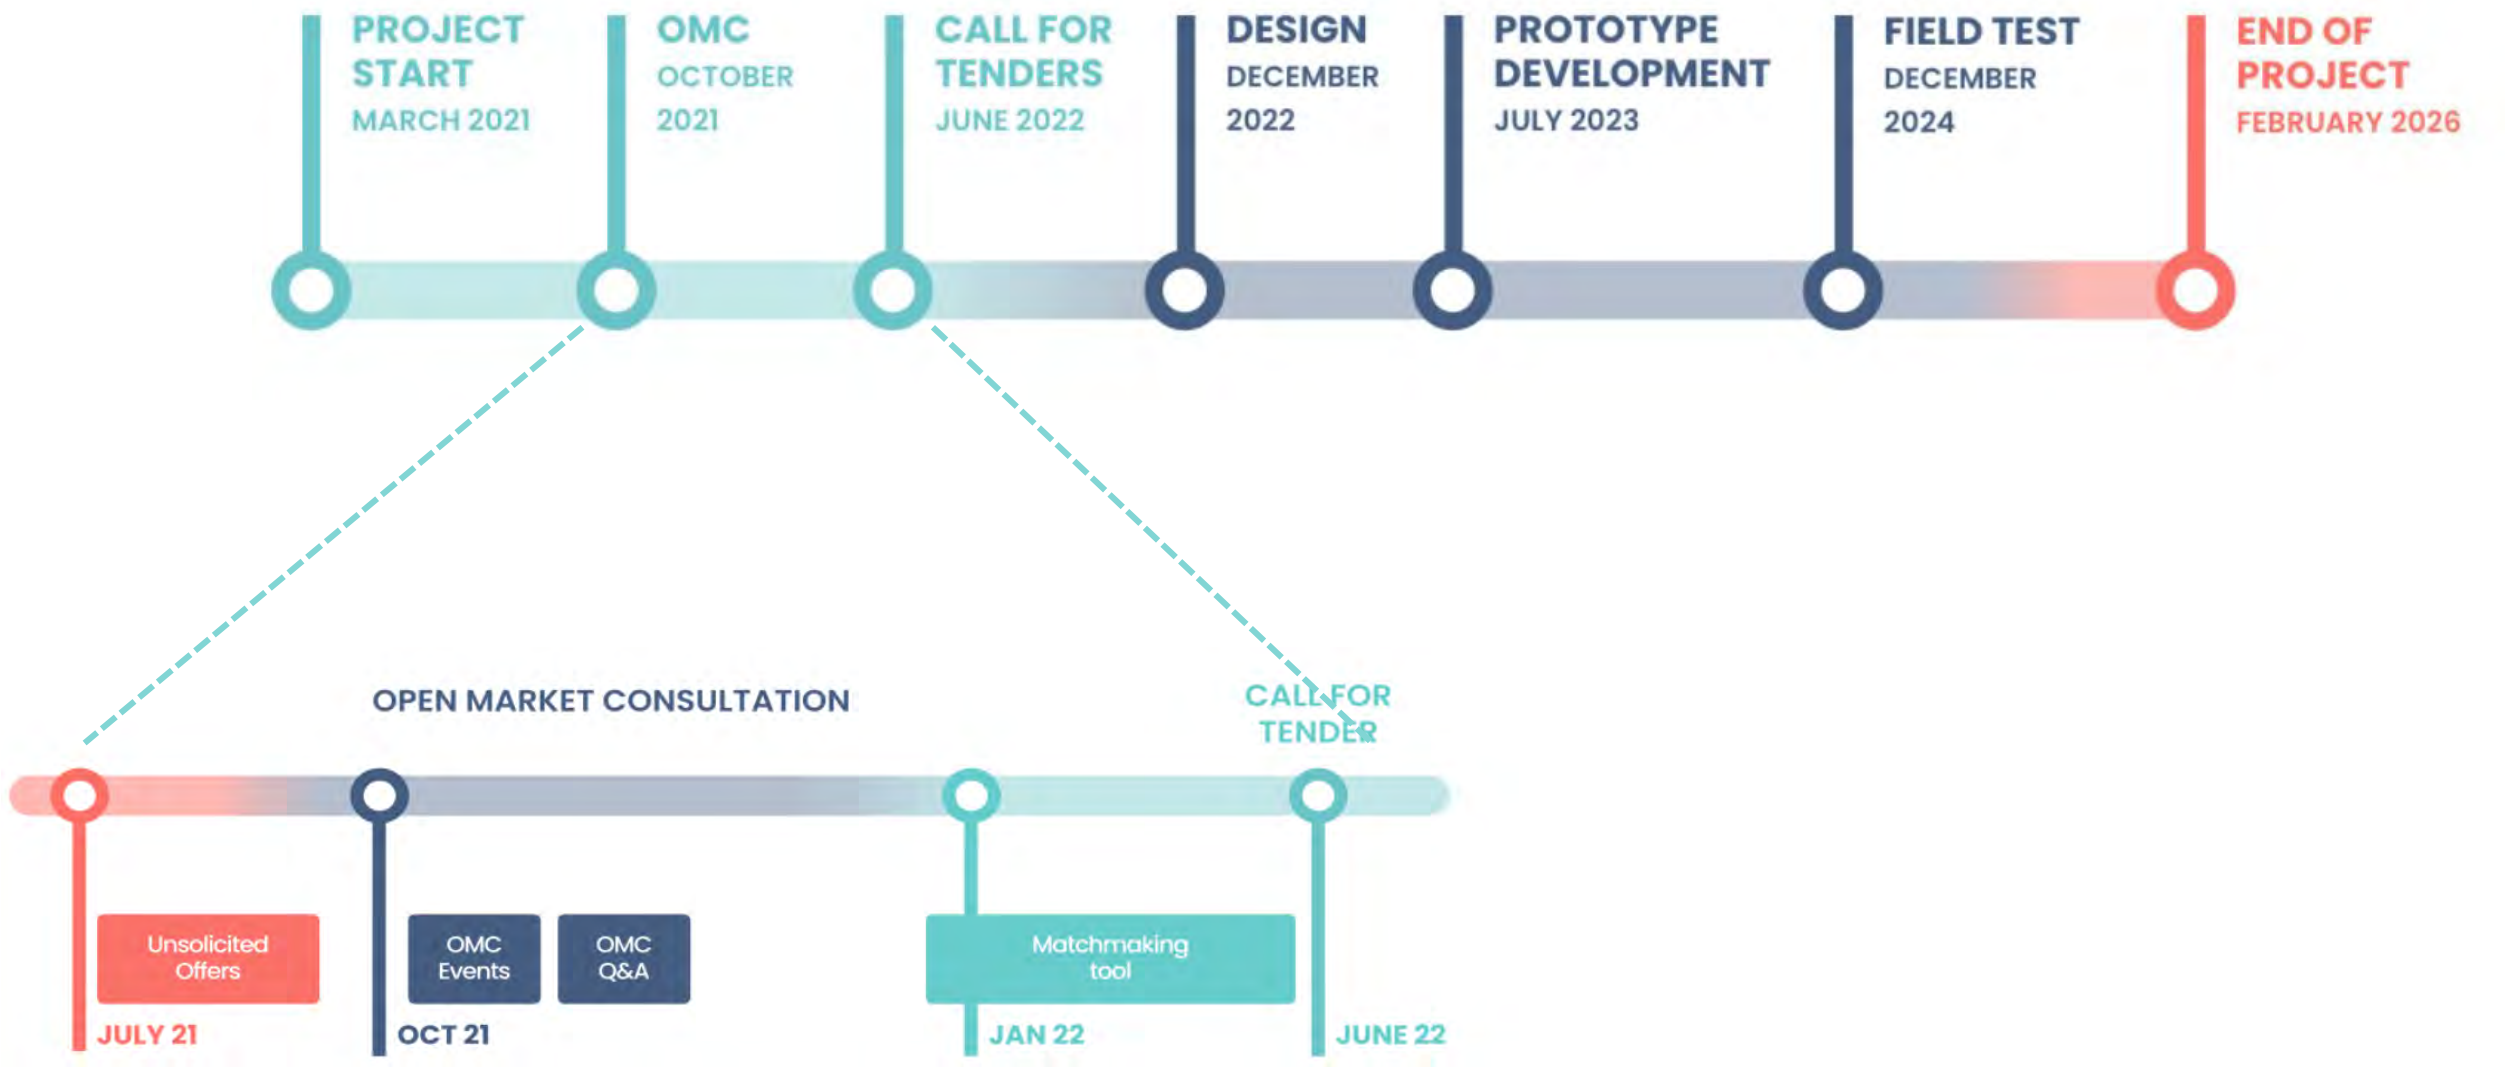 PROJECT
START
MARCH 2021
OMC
OCTOBER
2021
CALL FOR
TENDERS
JUNE 2022
DESIGN
DECEMBER
2022
PROTOTYPE
DEVELOPMENT
JULY 2023
FIELD TEST
DECEMBER
2024
END OF
PROJECT
FEBRUARY 2026
OPEN MARKET CONSULTATION
CALL FOR
TENDER
Unsolicited
Offers
JULY 21
OMC
Events
OMC
Q&A
OCT 21
Matchmaking
tool
JAN 22
JUNE 22